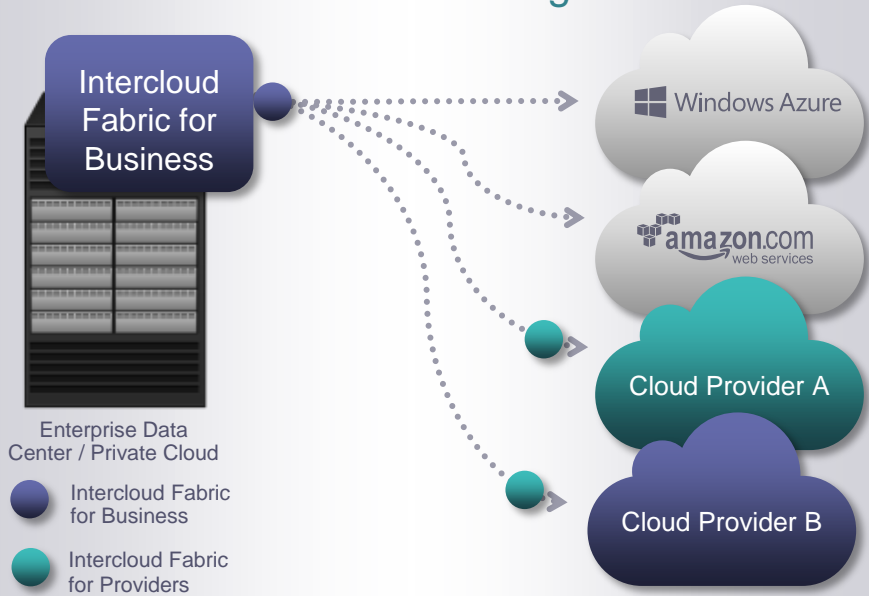 Intercloud
Fabric for
Business
Windows Azure
amazon.com
web services
Cloud Provider A
Cloud Provider B
Enterprise Data
Center / Private Cloud
Intercloud Fabric
for Business
Intercloud Fabric
for Providers